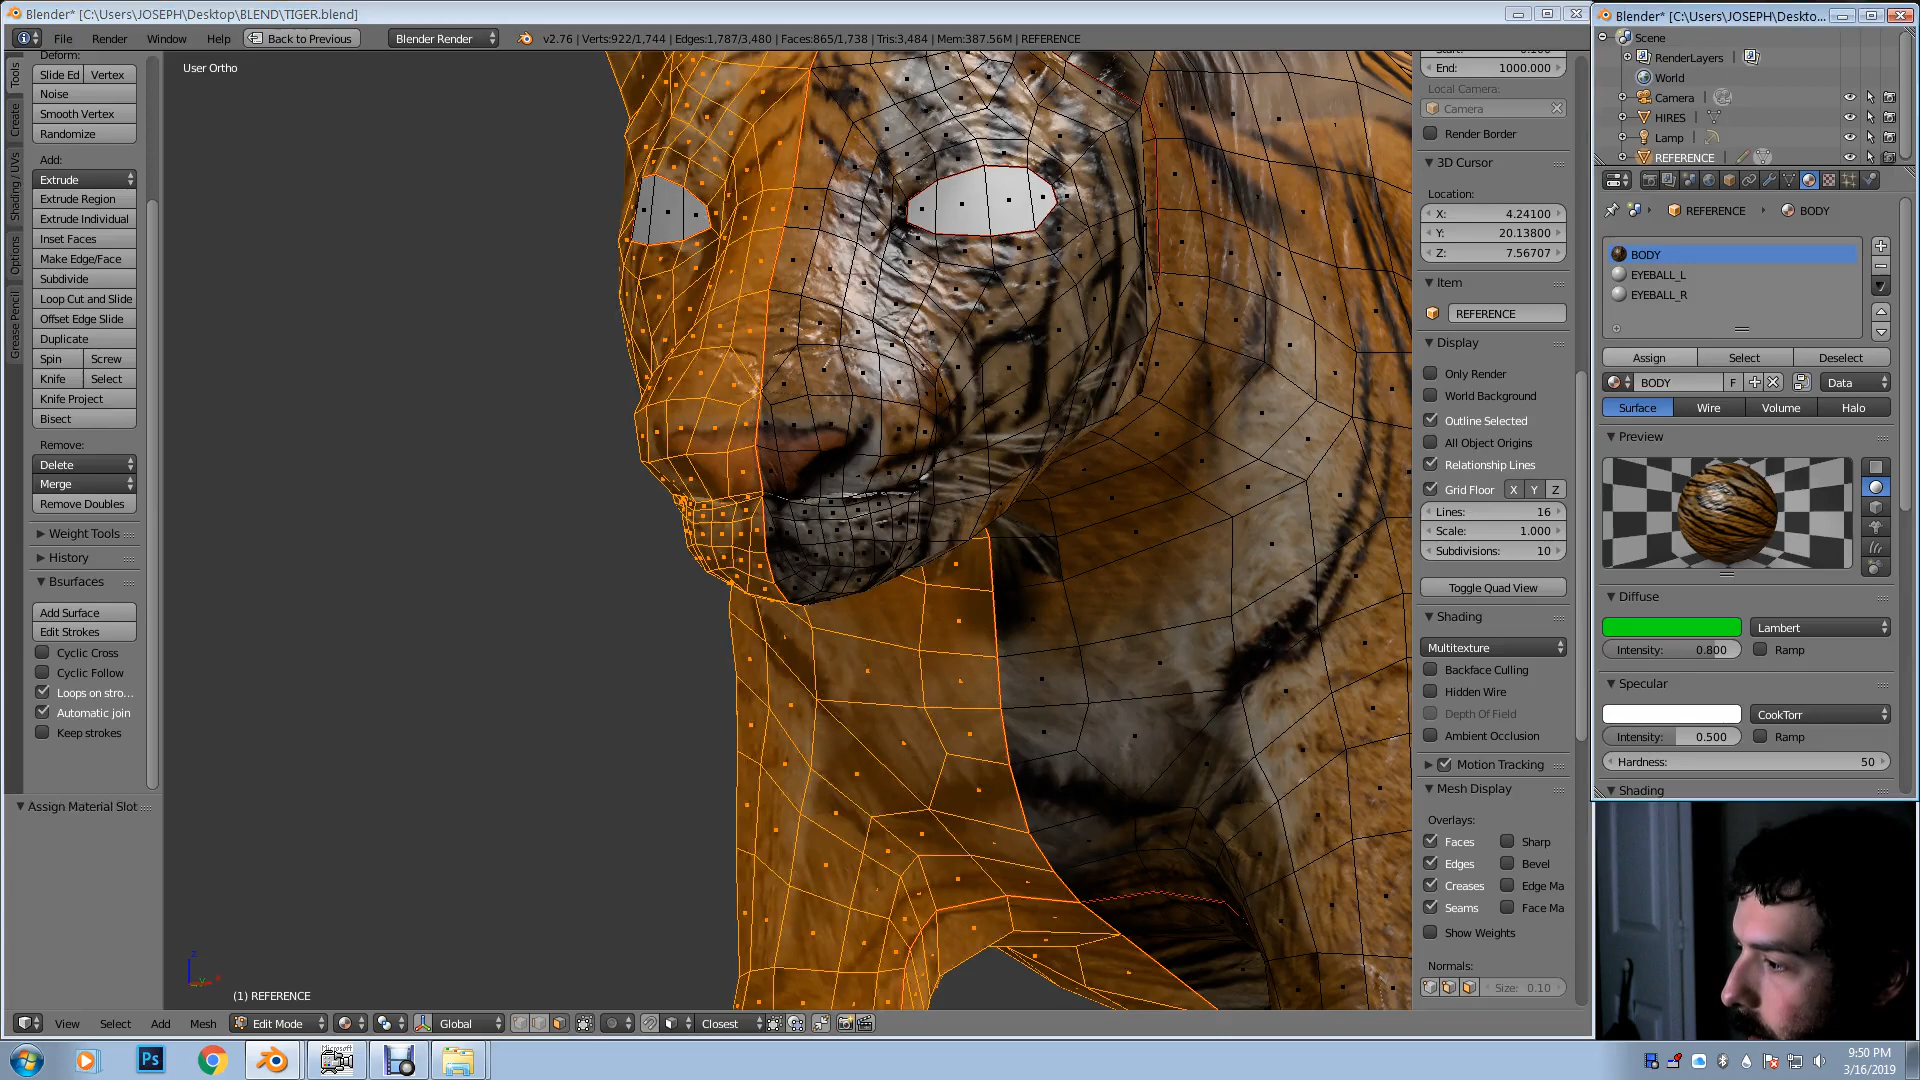 Blender* [C:\Users\JOSEPH\Desktop\BLEND\TIGER.blend]
File Render Window Help Back to Previous Blender Render v2.76 | Verts:922/1,744 | Edges:1,787/3,480 | Faces:865/1,738 | Tris:3,484 | Mem:387.56M | REFERENCE
User Ortho
Tools
Create
Shading / UVs
Options
Grease Pencil
Deform:
Slide Ed Vertex
Noise
Smooth Vertex
Randomize
Add:
Extrude
Extrude Region
Extrude Individual
Inset Faces
Make Edge/Face
Subdivide
Loop Cut and Slide
Offset Edge Slide
Duplicate
Spin Screw
Knife Select
Knife Project
Bisect
Remove:
Delete
Merge
Remove Doubles
Weight Tools
History
Bsurfaces
Add Surface
Edit Strokes
Cyclic Cross
Cyclic Follow
Loops on stro...
Automatic join
Keep strokes
Assign Material Slot
(1) REFERENCE
View Select Add Mesh Edit Mode Global Closest
End: 1000.000
Local Camera:
Camera
Render Border
3D Cursor
Location:
X: 4.24100
Y: 20.13800
Z: 7.56707
Item
REFERENCE
Display
Only Render
World Background
Outline Selected
All Object Origins
Relationship Lines
Grid Floor X Y Z
Lines: 16
Scale: 1.000
Subdivisions: 10
Toggle Quad View
Shading
Multitexture
Backface Culling
Hidden Wire
Depth Of Field
Ambient Occlusion
Motion Tracking
Mesh Display
Overlays:
Faces Sharp
Edges Bevel
Creases Edge Ma
Seams Face Ma
Show Weights
Normals:
Size: 0.10
Blender* [C:\Users\JOSEPH\Deskto...
Scene
RenderLayers
World
Camera
HIRES
Lamp
REFERENCE
REFERENCE BODY
BODY
EYEBALL_L
EYEBALL_R
Assign Select Deselect
BODY F Data
Surface Wire Volume Halo
Preview
Diffuse
Lambert
Intensity: 0.800 Ramp
Specular
CookTorr
Intensity: 0.500 Ramp
Hardness: 50
Shading
Ps
Microsoft
9:50 PM
3/16/2019